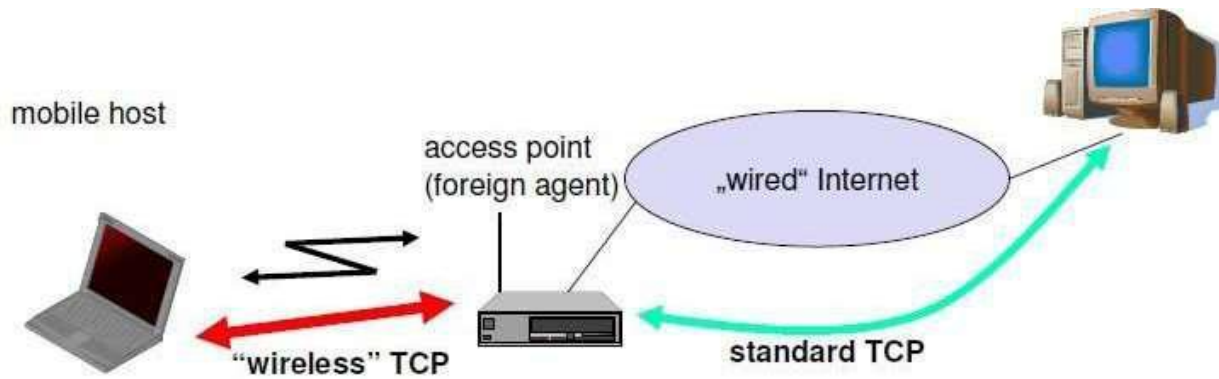 mobile host
access point
(foreign agent)
„wired“ Internet
“wireless” TCP
standard TCP